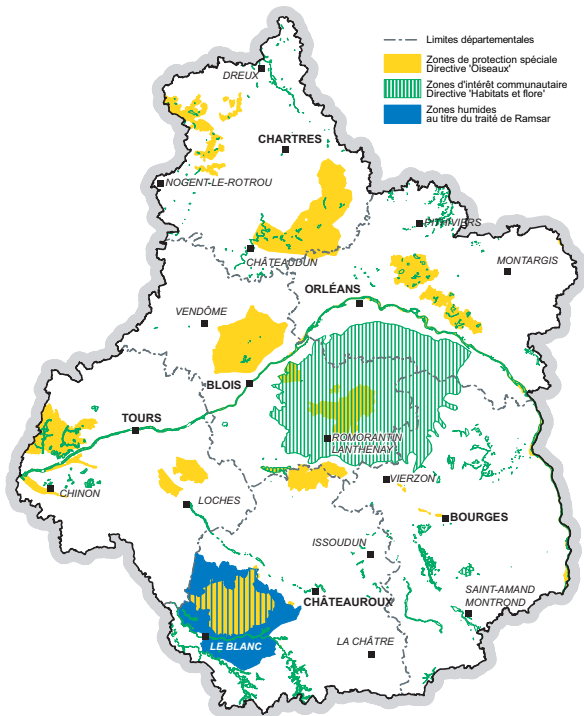 Limites départementales
Zones de protection spéciale
Directive 'Oiseaux'
Zones d'intérêt communautaire
Directive 'Habitats et flore'
Zones humides
au titre du traité de Ramsar
DREUX
CHARTRES
NOGENT-LE-ROTROU
PITHIVIERS
CHÂTEAUDUN
MONTARGIS
ORLÉANS
VENDÔME
BLOIS
TOURS
ROMORANTIN
LANTHENAY
VIERZON
CHINON
LOCHES
BOURGES
ISSOUDUN
CHÂTEAUROUX
SAINT-AMAND
MONTROND
LE BLANC
LA CHÂTRE